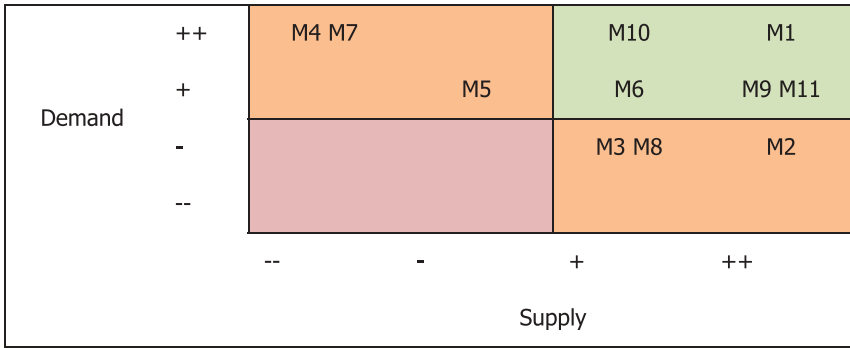 ++ M4 M7 M10 M1
+ M5 M6 M9 M11
Demand
- M3 M8 M2
--
-- - + ++
Supply